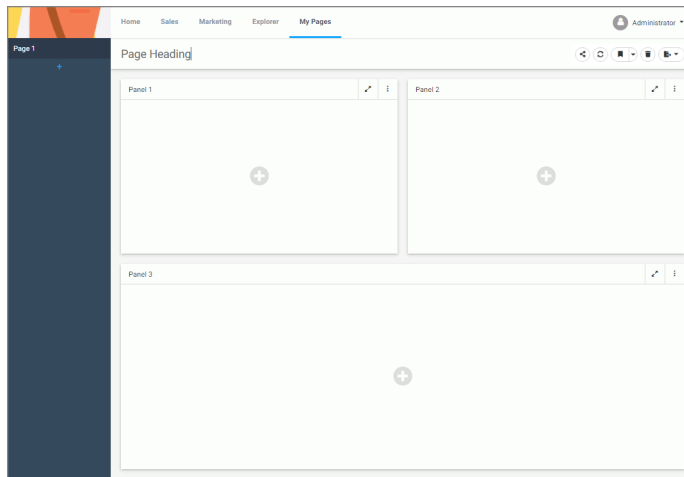 Home Sales Marketing Explorer My Pages Administrator
Page 1
Page Heading
+
Panel 1
Panel 2
Panel 3